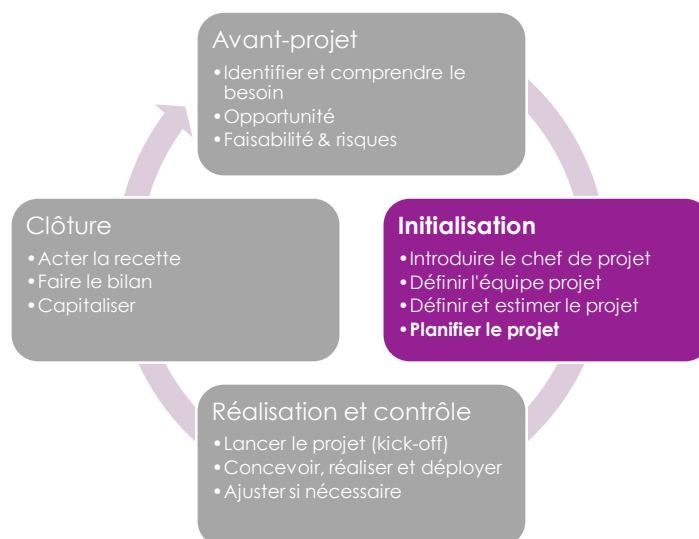 Avant-projet
•Identifier et comprendre le
besoin
•Opportunité
•Faisabilité & risques
Initialisation
•Introduire le chef de projet
•Définir l'équipe projet
•Définir et estimer le projet
•Planifier le projet
Réalisation et contrôle
•Lancer le projet (kick-off)
•Concevoir, réaliser et déployer
•Ajuster si nécessaire
Clôture
•Acter la recette
•Faire le bilan
•Capitaliser